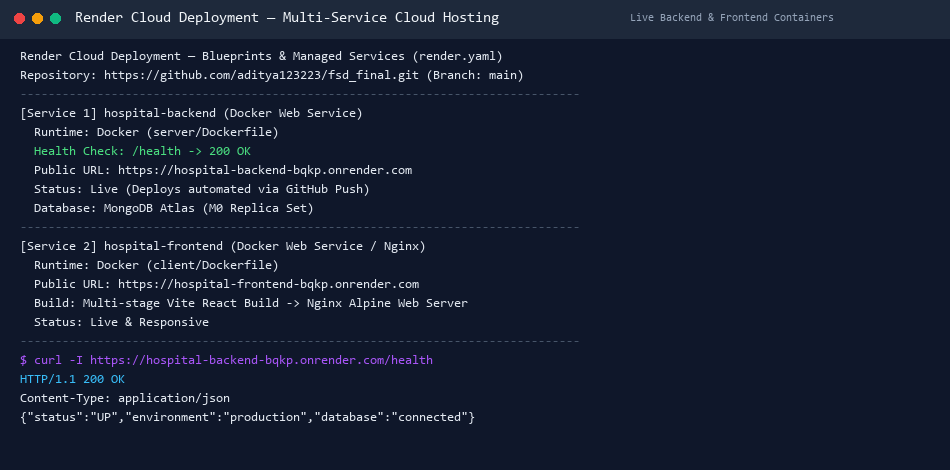 Render Cloud Deployment — Multi-Service Cloud Hosting
Live Backend & Frontend Containers
Render Cloud Deployment — Blueprints & Managed Services (render.yaml)
Repository: https://github.com/aditya123223/fsd_final.git (Branch: main)
--------------------------------------------------------------------------------
[Service 1] hospital-backend (Docker Web Service)
Runtime: Docker (server/Dockerfile)
Health Check: /health -> 200 OK
Public URL: https://hospital-backend-bqkp.onrender.com
Status: Live (Deploys automated via GitHub Push)
Database: MongoDB Atlas (M0 Replica Set)
--------------------------------------------------------------------------------
[Service 2] hospital-frontend (Docker Web Service / Nginx)
Runtime: Docker (client/Dockerfile)
Public URL: https://hospital-frontend-bqkp.onrender.com
Build: Multi-stage Vite React Build -> Nginx Alpine Web Server
Status: Live & Responsive
--------------------------------------------------------------------------------
$ curl -I https://hospital-backend-bqkp.onrender.com/health
HTTP/1.1 200 OK
Content-Type: application/json
{"status":"UP","environment":"production","database":"connected"}